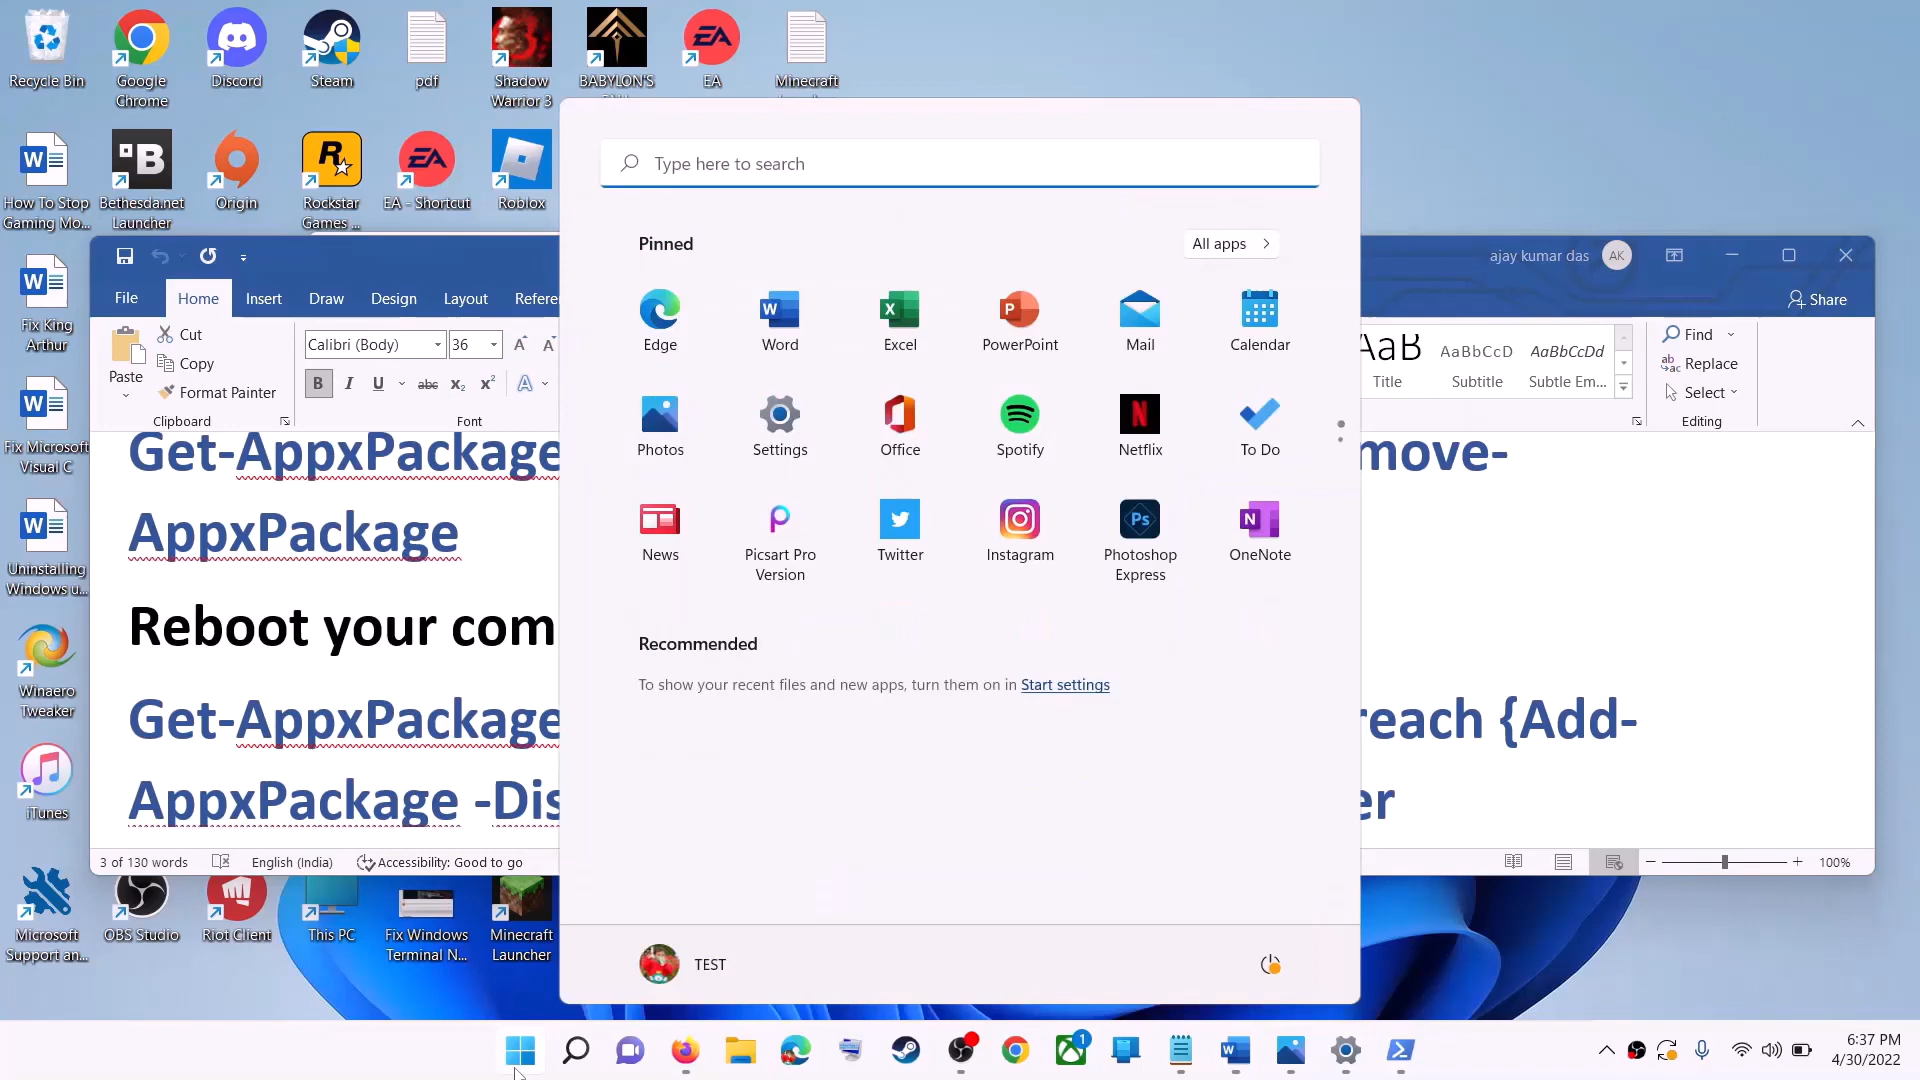 Recycle Bin
Google
Chrome
Discord
Steam
pdf
Shadow
Warrior 3
BABYLON'S
EA
Minecraft
How To Stop
Gaming Mo...
Bethesda.net
Launcher
Origin
Rockstar
Games ...
EA - Shortcut
Roblox
Fix King
Arthur
Fix Microsoft
Visual C
Uninstalling
Windows u...
Winaero
Tweaker
iTunes
Microsoft
Support an...
OBS Studio
Riot Client
This PC
Fix Windows
Terminal N...
Minecraft
Launcher
ajay kumar das
AK
File
Home
Insert
Draw
Design
Layout
Refere
Share
Paste
Cut
Copy
Format Painter
Clipboard
Calibri (Body)
36
B
I
U
abc
x₂
x²
A
Font
AaB
Title
AaBbCcD
Subtitle
AaBbCcDd
Subtle Em...
Find
Replace
Select
Editing
Get-AppxPackage
move-
AppxPackage
Reboot your com
Get-AppxPackage
reach {Add-
AppxPackage -Dis
er
3 of 130 words
English (India)
Accessibility: Good to go
100%
Type here to search
Pinned
All apps
Edge
Word
Excel
PowerPoint
Mail
Calendar
Photos
Settings
Office
Spotify
Netflix
To Do
News
Picsart Pro
Version
Twitter
Instagram
Photoshop
Express
OneNote
Recommended
To show your recent files and new apps, turn them on in Start settings
TEST
1
6:37 PM
4/30/2022